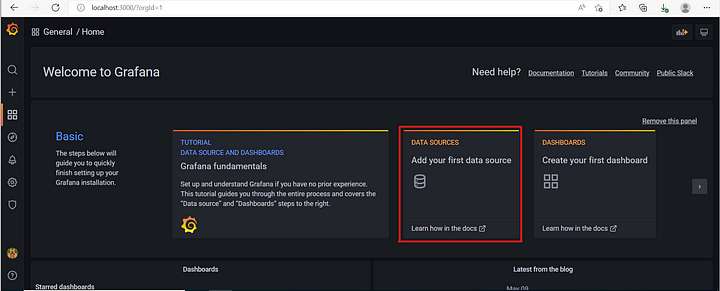 localhost:3000/?orgId=1
General / Home
Welcome to Grafana
Need help?
Documentation
Tutorials
Community
Public Slack
Remove this panel
Basic
The steps below will
guide you to quickly
finish setting up your
Grafana installation.
TUTORIAL
DATA SOURCE AND DASHBOARDS
Grafana fundamentals
Set up and understand Grafana if you have no prior experience.
This tutorial guides you through the entire process and covers the
"Data source" and "Dashboards" steps to the right.
DATA SOURCES
Add your first data source
Learn how in the docs
DASHBOARDS
Create your first dashboard
Learn how in the docs
Dashboards
Starred dashboards
Latest from the blog
May 09